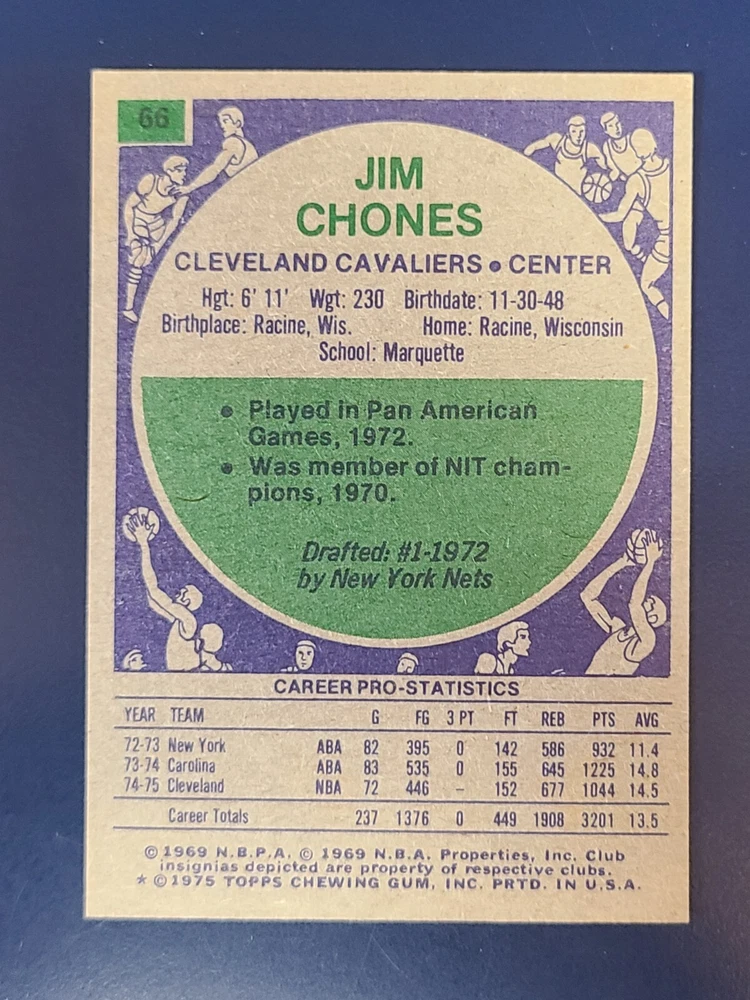 66
JIM
CHONES
CLEVELAND CAVALIERS • CENTER
Hgt: 6' 11' Wgt: 230 Birthdate: 11-30-48
Birthplace: Racine, Wis. Home: Racine, Wisconsin
School: Marquette
• Played in Pan American
Games, 1972.
• Was member of NIT cham-
pions, 1970.
Drafted: #1-1972
by New York Nets
CAREER PRO-STATISTICS
YEAR TEAM G FG 3 PT FT REB PTS AVG
72-73 New York ABA 82 395 0 142 586 932 11.4
73-74 Carolina ABA 83 535 0 155 645 1225 14.8
74-75 Cleveland NBA 72 446 – 152 677 1044 14.5
Career Totals 237 1376 0 449 1908 3201 13.5
© 1969 N.B.P.A. © 1969 N.B.A. Properties, Inc. Club
insignias depicted are property of respective clubs.
* © 1975 TOPPS CHEWING GUM, INC. PRTD. IN U.S.A.